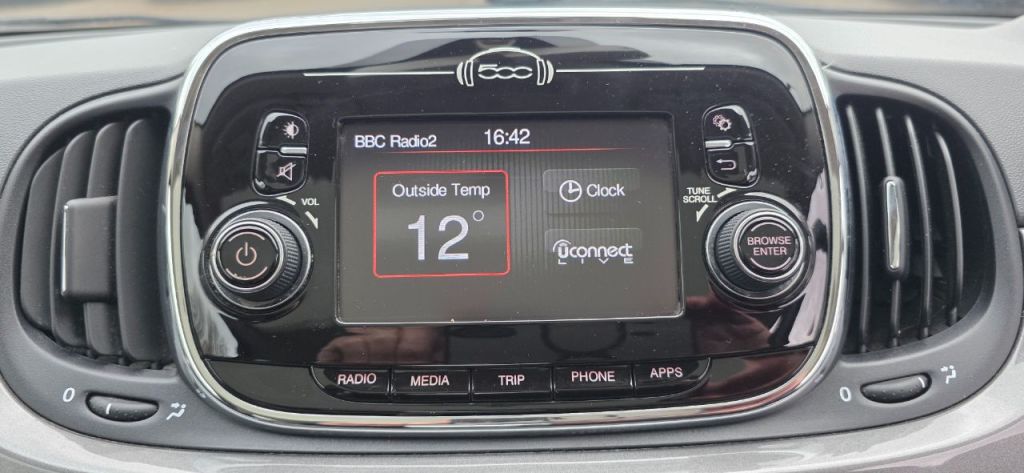 500
BBC Radio2 16:42
Outside Temp
12°
Clock
uconnect
LIVE
VOL
TUNE
SCROLL
BROWSE
ENTER
RADIO MEDIA TRIP PHONE APPS
0
0